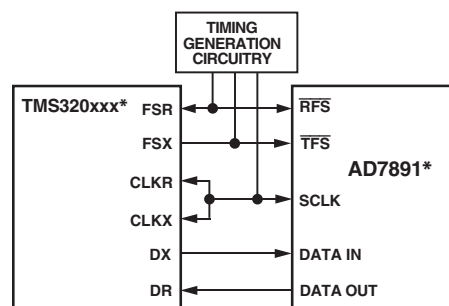 TIMING
GENERATION
CIRCUITRY
TMS320xxx*
FSR
RFS
FSX
TFS
AD7891*
CLKR
SCLK
CLKX
DX
DATA IN
DR
DATA OUT